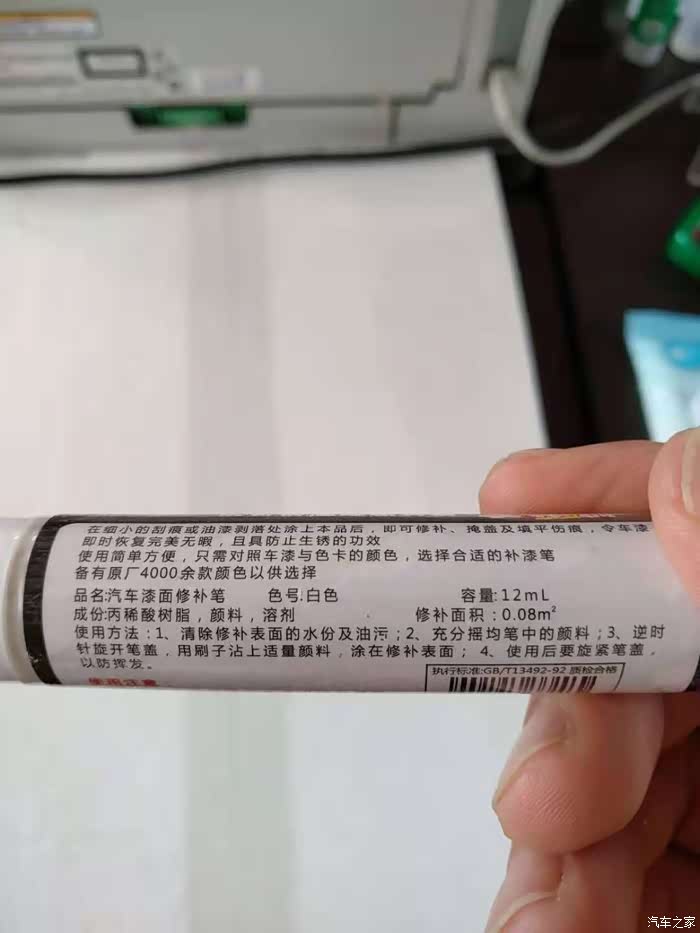 在细小的刮痕或油漆剥落处涂上本品后，即可修补、掩盖及填平伤痕，令车漆
即时恢复完美无暇，且具防止生锈的功效
使用简单方便，只需对照车漆与色卡的颜色，选择合适的补漆笔
备有原厂4000余款颜色以供选择
品名:汽车漆面修补笔 色号:白色 容量:12mL
成份:丙稀酸树脂，颜料，溶剂 修补面积：0.08m²
使用方法：1、清除修补表面的水份及油污；2、充分摇均笔中的颜料；3、逆时
针旋开笔盖，用刷子沾上适量颜料，涂在修补表面；4、使用后要旋紧笔盖，
以防挥发。
执行标准:GB/T13492-92 质检合格
使用注意
汽车之家